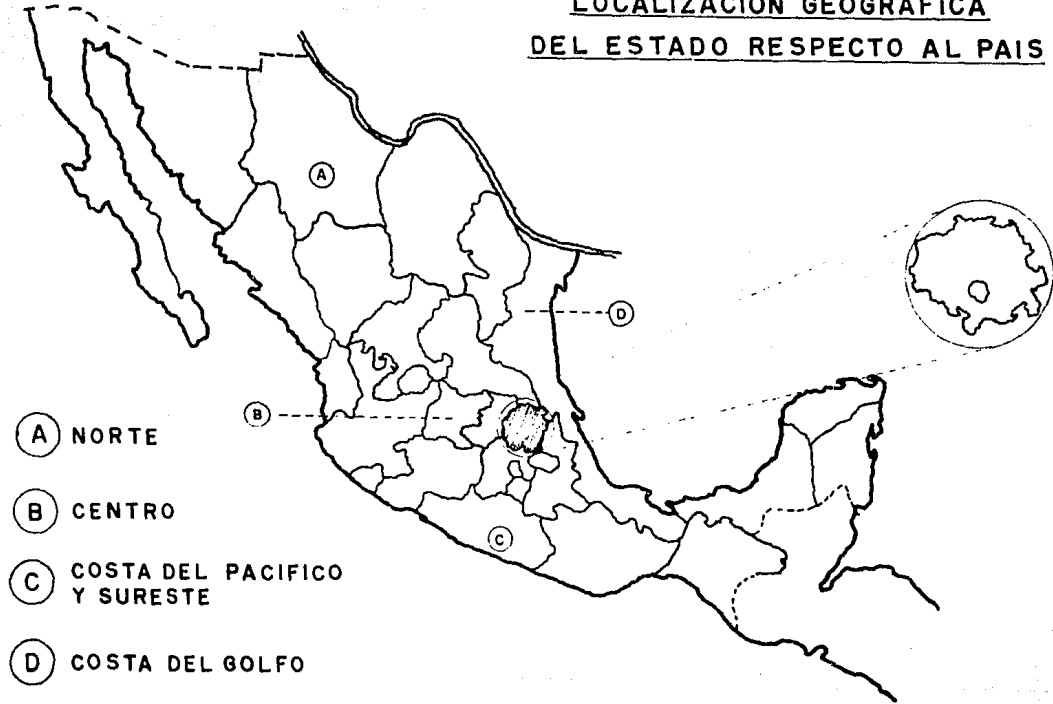 LOCALIZACION GEOGRAFICA
DEL ESTADO RESPECTO AL PAIS
A
D
B
C
A NORTE
B CENTRO
C COSTA DEL PACIFICO
Y SURESTE
D COSTA DEL GOLFO